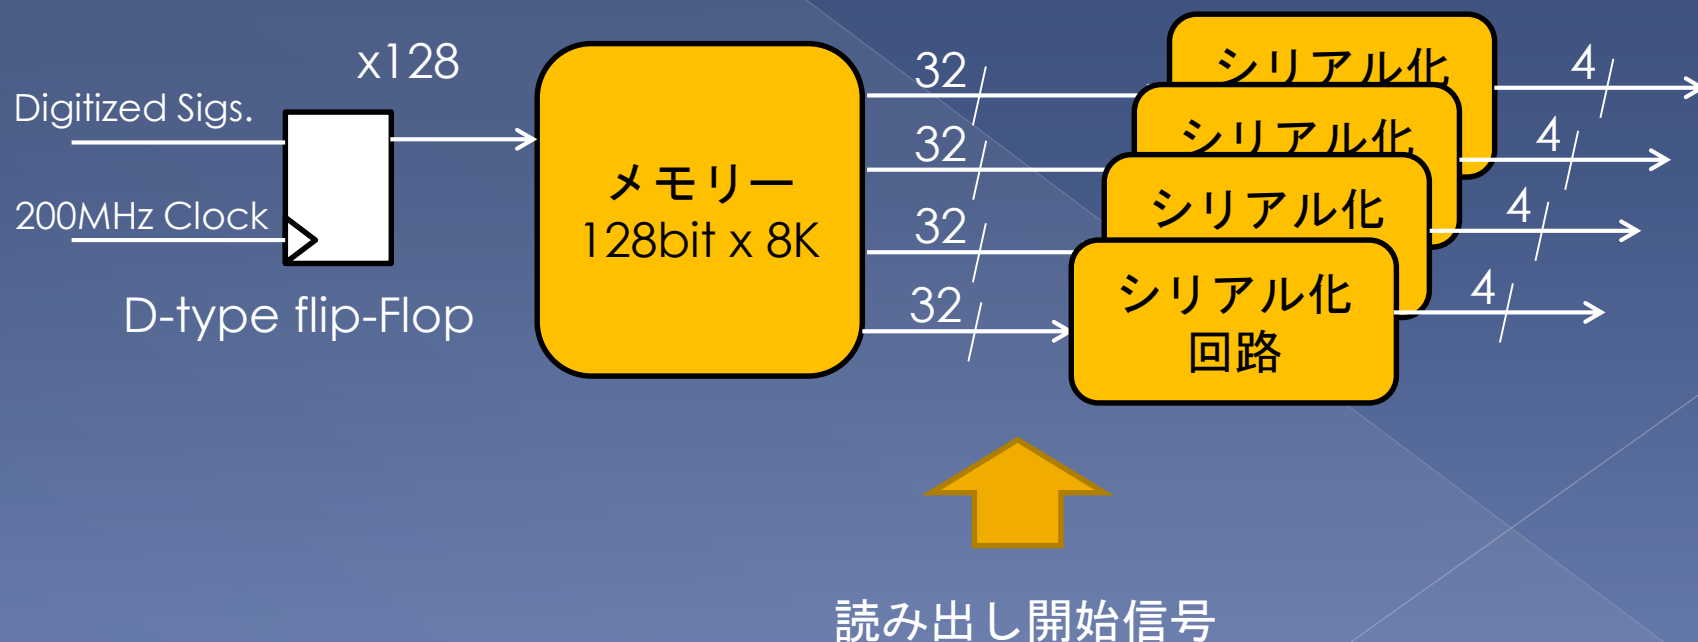 x128
Digitized Sigs.
200MHz Clock
D-type flip-Flop
メモリー
128bit x 8K
32
32
32
32
シリアル化
シリアル化
シリアル化
シリアル化
回路
4
4
4
4
読み出し開始信号